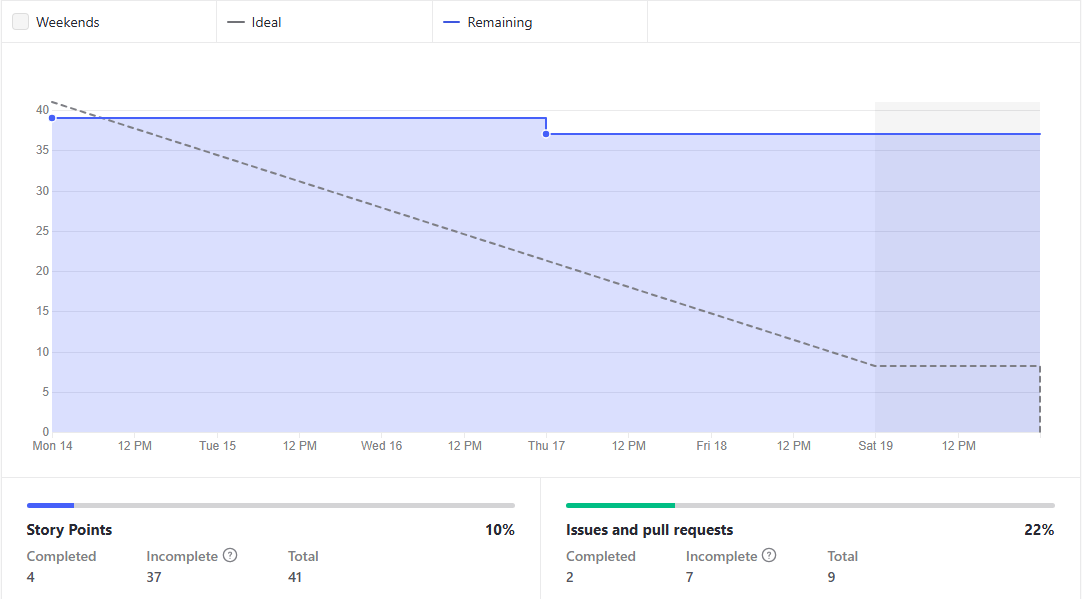 Weekends Ideal Remaining
40
35
30
25
20
15
10
5
0
Mon 14 12 PM Tue 15 12 PM Wed 16 12 PM Thu 17 12 PM Fri 18 12 PM Sat 19 12 PM
Story Points 10%
Completed Incomplete ? Total
4 37 41
Issues and pull requests 22%
Completed Incomplete ? Total
2 7 9